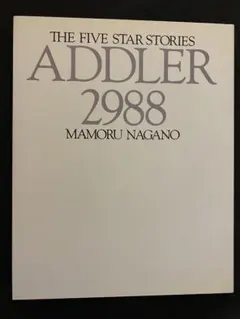 THE FIVE STAR STORIES
ADDLER
2988
MAMORU NAGANO